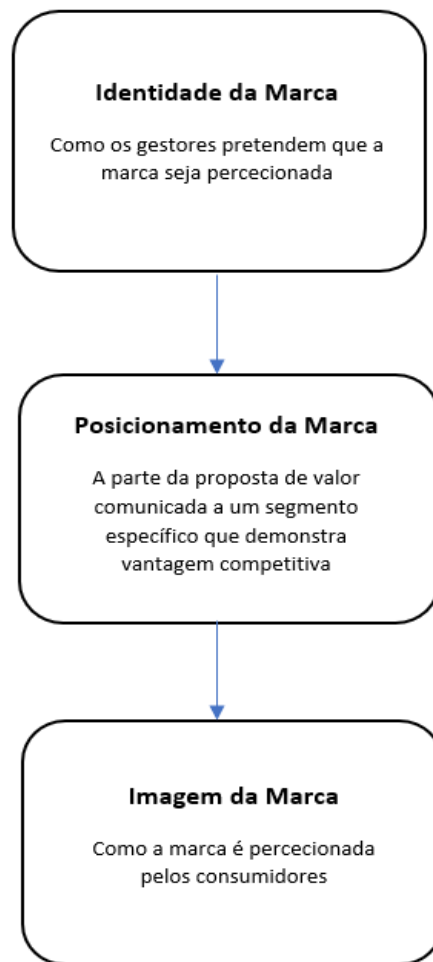 Identidade da Marca
Como os gestores pretendem que a
marca seja percecionada
Posicionamento da Marca
A parte da proposta de valor
comunicada a um segmento
específico que demonstra
vantagem competitiva
Imagem da Marca
Como a marca é percecionada
pelos consumidores